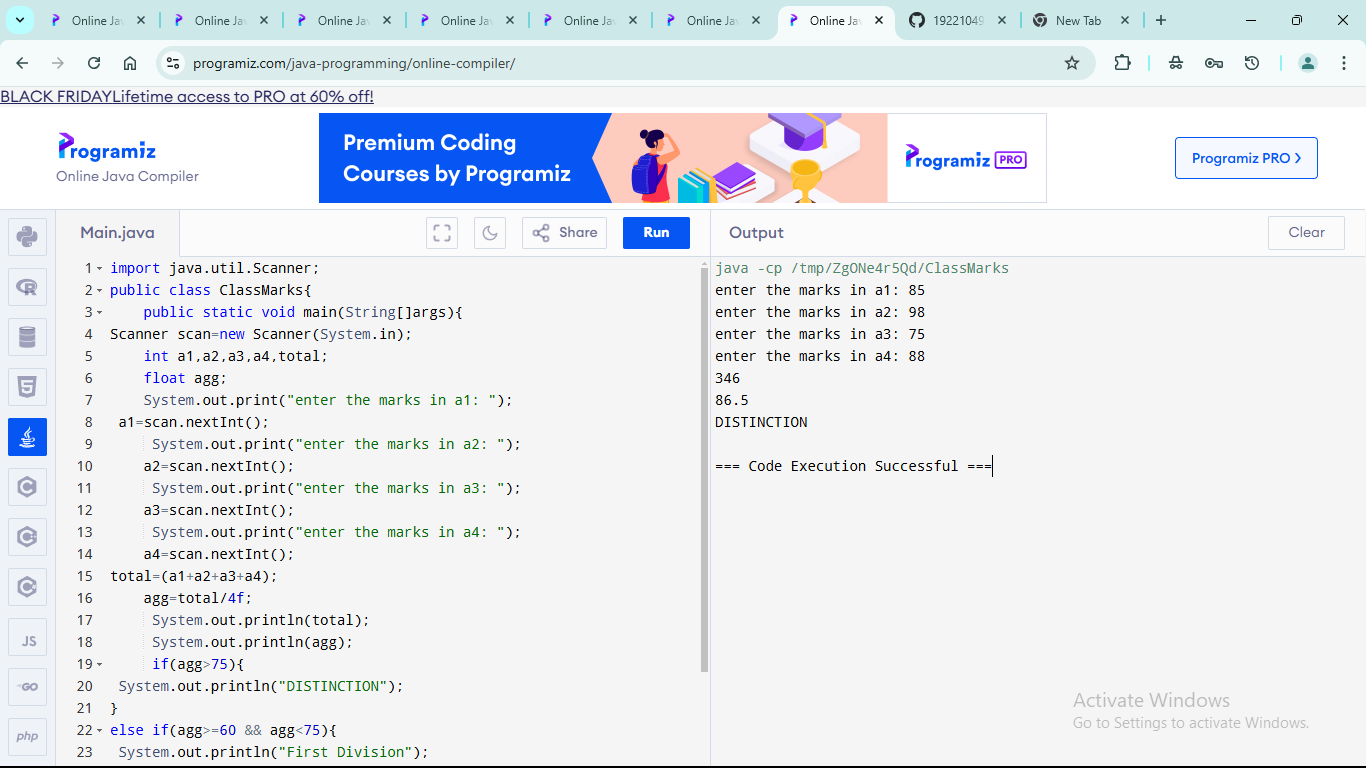 Online Ja
Online Ja
Online Ja
Online Ja
Online Ja
Online Ja
Online Ja
19221049
New Tab
programiz.com/java-programming/online-compiler/
BLACK FRIDAYLifetime access to PRO at 60% off!
Programiz
Online Java Compiler
Premium Coding
Courses by Programiz
Programiz PRO
Programiz PRO
Main.java
Share
Run
Output
Clear
1 import java.util.Scanner;
2 public class ClassMarks{
3 public static void main(String[]args){
4 Scanner scan=new Scanner(System.in);
5 int a1,a2,a3,a4,total;
6 float agg;
7 System.out.print("enter the marks in a1: ");
8 a1=scan.nextInt();
9 System.out.print("enter the marks in a2: ");
10 a2=scan.nextInt();
11 System.out.print("enter the marks in a3: ");
12 a3=scan.nextInt();
13 System.out.print("enter the marks in a4: ");
14 a4=scan.nextInt();
15 total=(a1+a2+a3+a4);
16 agg=total/4f;
17 System.out.println(total);
18 System.out.println(agg);
19 if(agg>75){
20 System.out.println("DISTINCTION");
21 }
22 else if(agg>=60 && agg<75){
23 System.out.println("First Division");
java -cp /tmp/ZgONe4r5Qd/ClassMarks
enter the marks in a1: 85
enter the marks in a2: 98
enter the marks in a3: 75
enter the marks in a4: 88
346
86.5
DISTINCTION
=== Code Execution Successful ===
R
5
C
C
C
JS
GO
php
Activate Windows
Go to Settings to activate Windows.